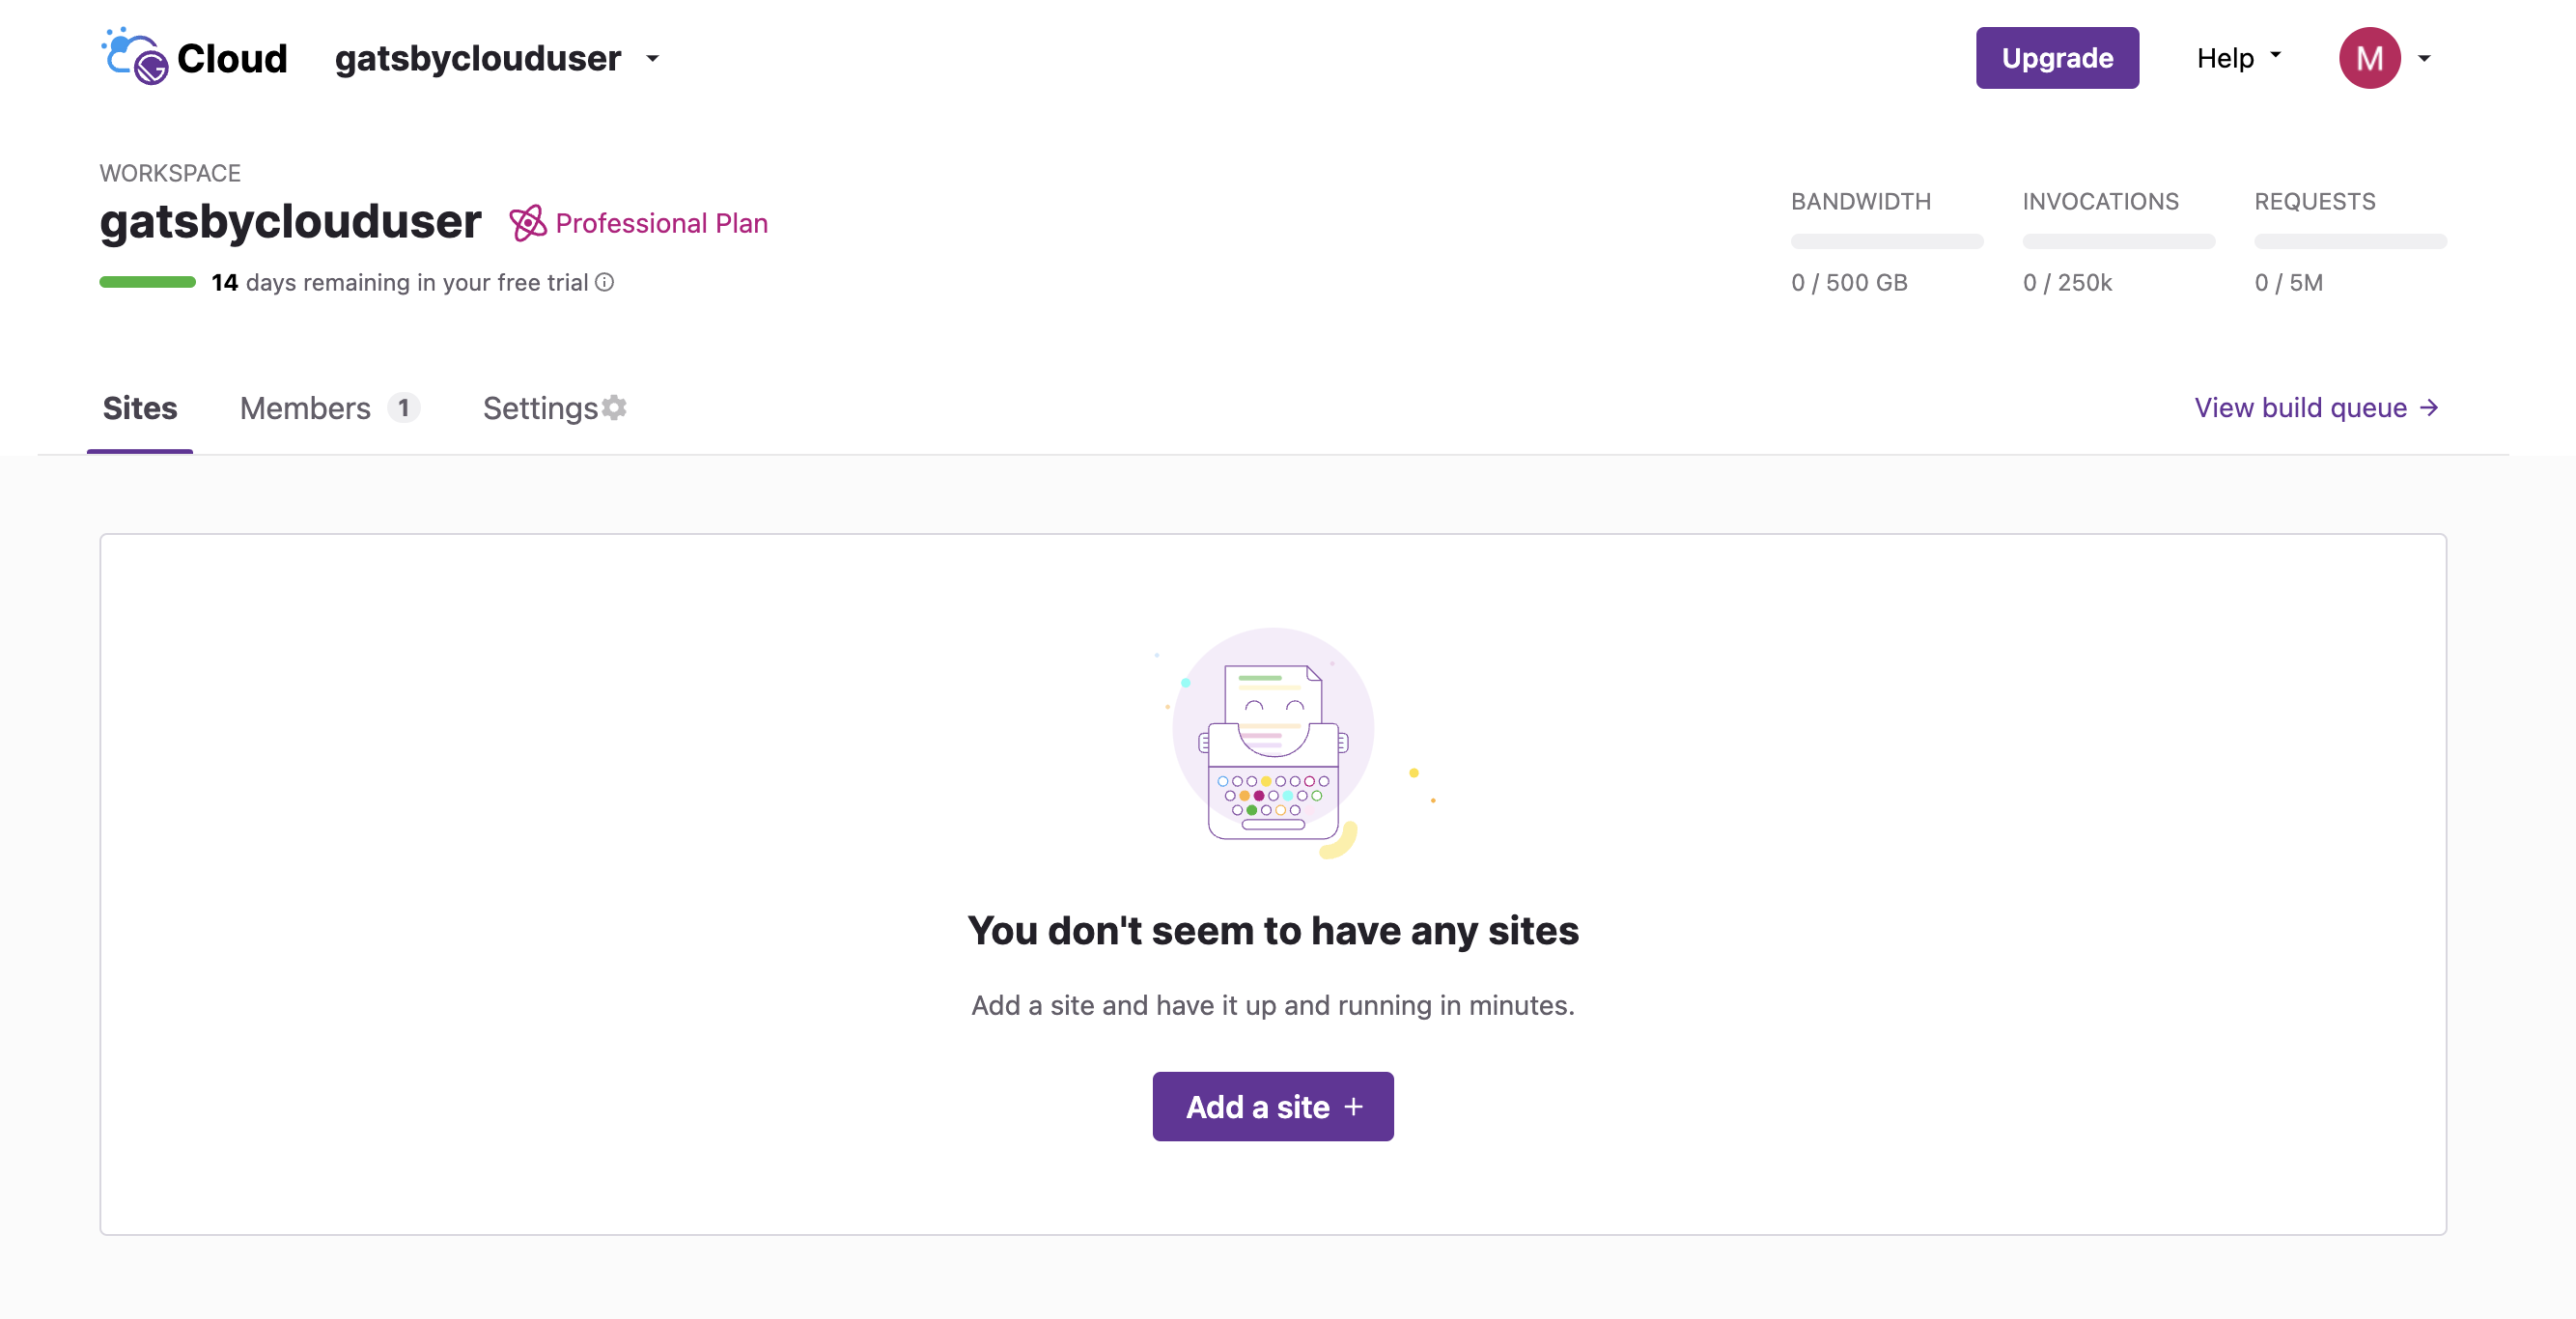 Cloud gatsbyclouduser Upgrade Help M
WORKSPACE
gatsbyclouduser Professional Plan
14 days remaining in your free trial
BANDWIDTH INVOCATIONS REQUESTS
0 / 500 GB 0 / 250k 0 / 5M
Sites Members 1 Settings View build queue →
You don't seem to have any sites
Add a site and have it up and running in minutes.
Add a site +